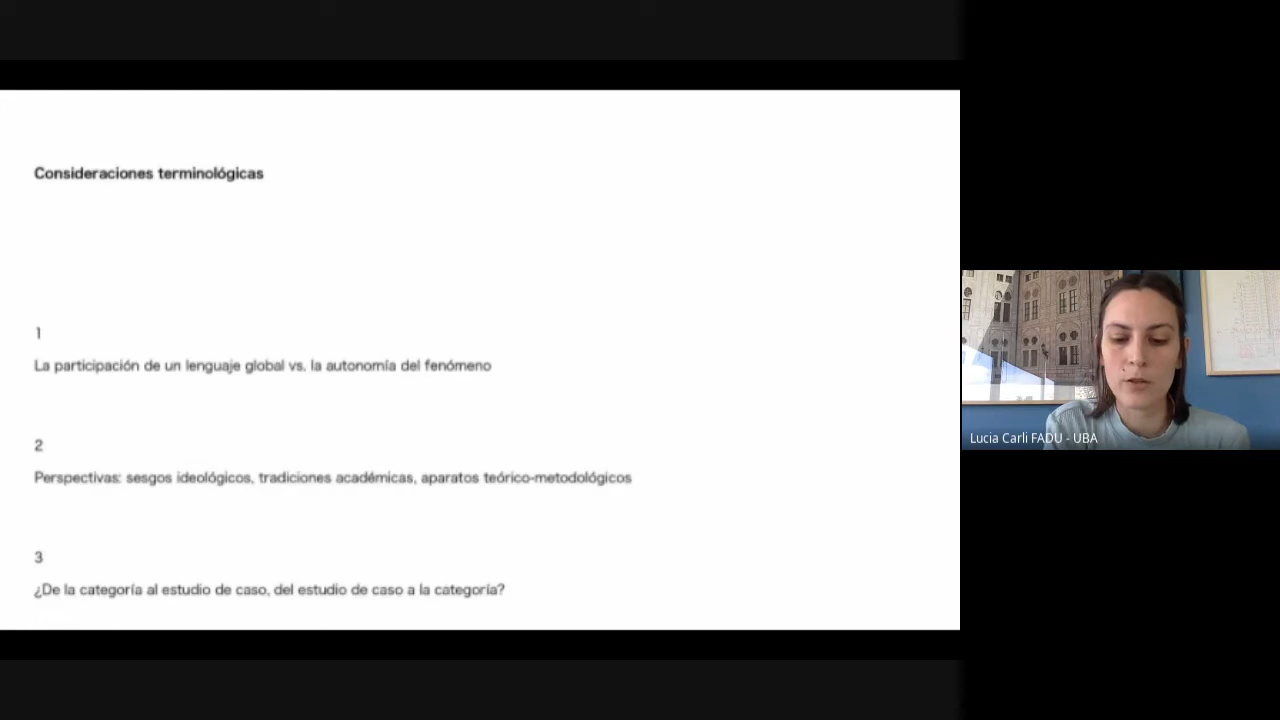 Consideraciones terminológicas
1
La participación de un lenguaje global vs. la autonomía del fenómeno
2
Perspectivas: sesgos ideológicos, tradiciones académicas, aparatos teórico-metodológicos
3
¿De la categoría al estudio de caso, del estudio de caso a la categoría?
Lucia Carli FADU - UBA